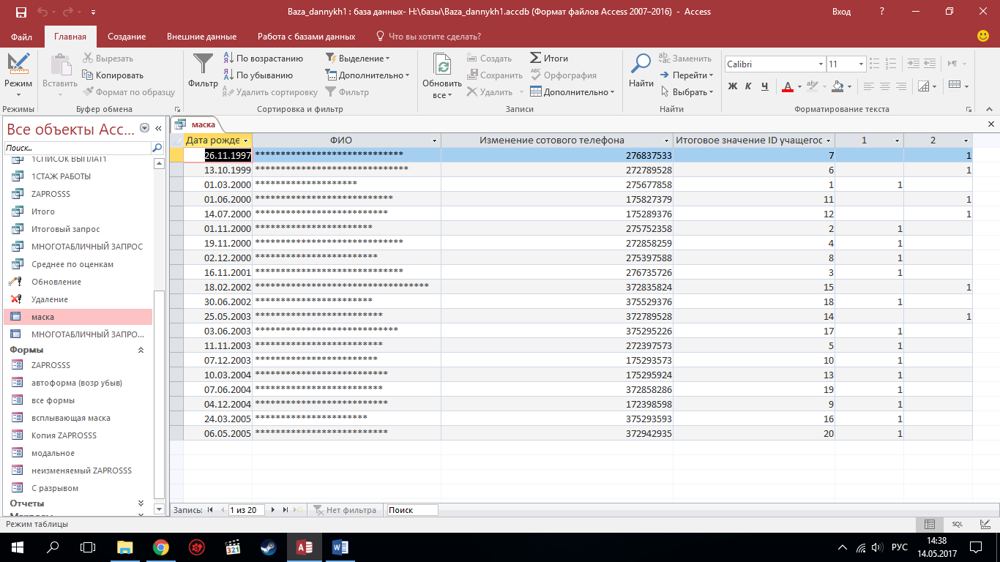 Baza_dannykh1 : база данных- H:\базы\Baza_dannykh1.accdb (Формат файлов Access 2007–2016) - Access Вход ?
Файл Главная Создание Внешние данные Работа с базами данных Что вы хотите сделать?
Режим
Вставить
Вырезать
Копировать
Формат по образцу
Фильтр
По возрастанию
По убыванию
Удалить сортировку
Выделение
Дополнительно
Фильтр
Обновить все
Создать
Сохранить
Удалить
Итоги
Орфография
Дополнительно
Найти
Заменить
Перейти
Выбрать
Calibri 11
Ж К Ч А
Режимы Буфер обмена Сортировка и фильтр Записи Найти Форматирование текста
Все объекты Acc...
Поиск...
1СПИСОК ВЫПЛАТ1
1СТАЖ РАБОТЫ
ZAPROSSS
Итого
Итоговый запрос
МНОГОТАБЛИЧНЫЙ ЗАПРОС
Среднее по оценкам
Обновление
Удаление
маска
МНОГОТАБЛИЧНЫЙ ЗАПРО...
Формы
ZAPROSSS
автоформа (возр убыв)
все формы
всплывающая маска
Копия ZAPROSSS
модальное
неизменяемый ZAPROSSS
С разрывом
Отчеты
маска
Дата рожде ФИО Изменение сотового телефона Итоговое значение ID учащегос 1 2
26.11.1997 ***************************** 276837533 7 1
13.10.1999 ****************************** 272789528 6 1
01.03.2000 ******************** 275677858 1 1
01.06.2000 *************************** 175827379 11 1
14.07.2000 ************************** 175289376 12 1
01.11.2000 *********************** 275752358 2 1
19.11.2000 ***************************** 272858259 4 1
02.12.2000 ************************ 275397588 8 1
16.11.2001 ***************************** 276735726 3 1
18.02.2002 ********************************** 372835824 15 1
30.06.2002 *********************** 375529376 18 1
25.05.2003 ************************* 372789528 14 1
03.06.2003 **************************** 375295226 17 1
11.11.2003 ************************* 272397573 5 1
07.12.2003 ************************ 175293573 10 1
10.03.2004 ************************** 175295924 13 1
07.06.2004 ************************* 372858286 19 1
04.12.2004 ************************** 172398598 9 1
24.03.2005 ********************** 375293593 16 1
06.05.2005 ************************** 372942935 20 1
Запись: 1 из 20 Нет фильтра Поиск
Режим таблицы SQL
321
РУС
14:38
14.05.2017